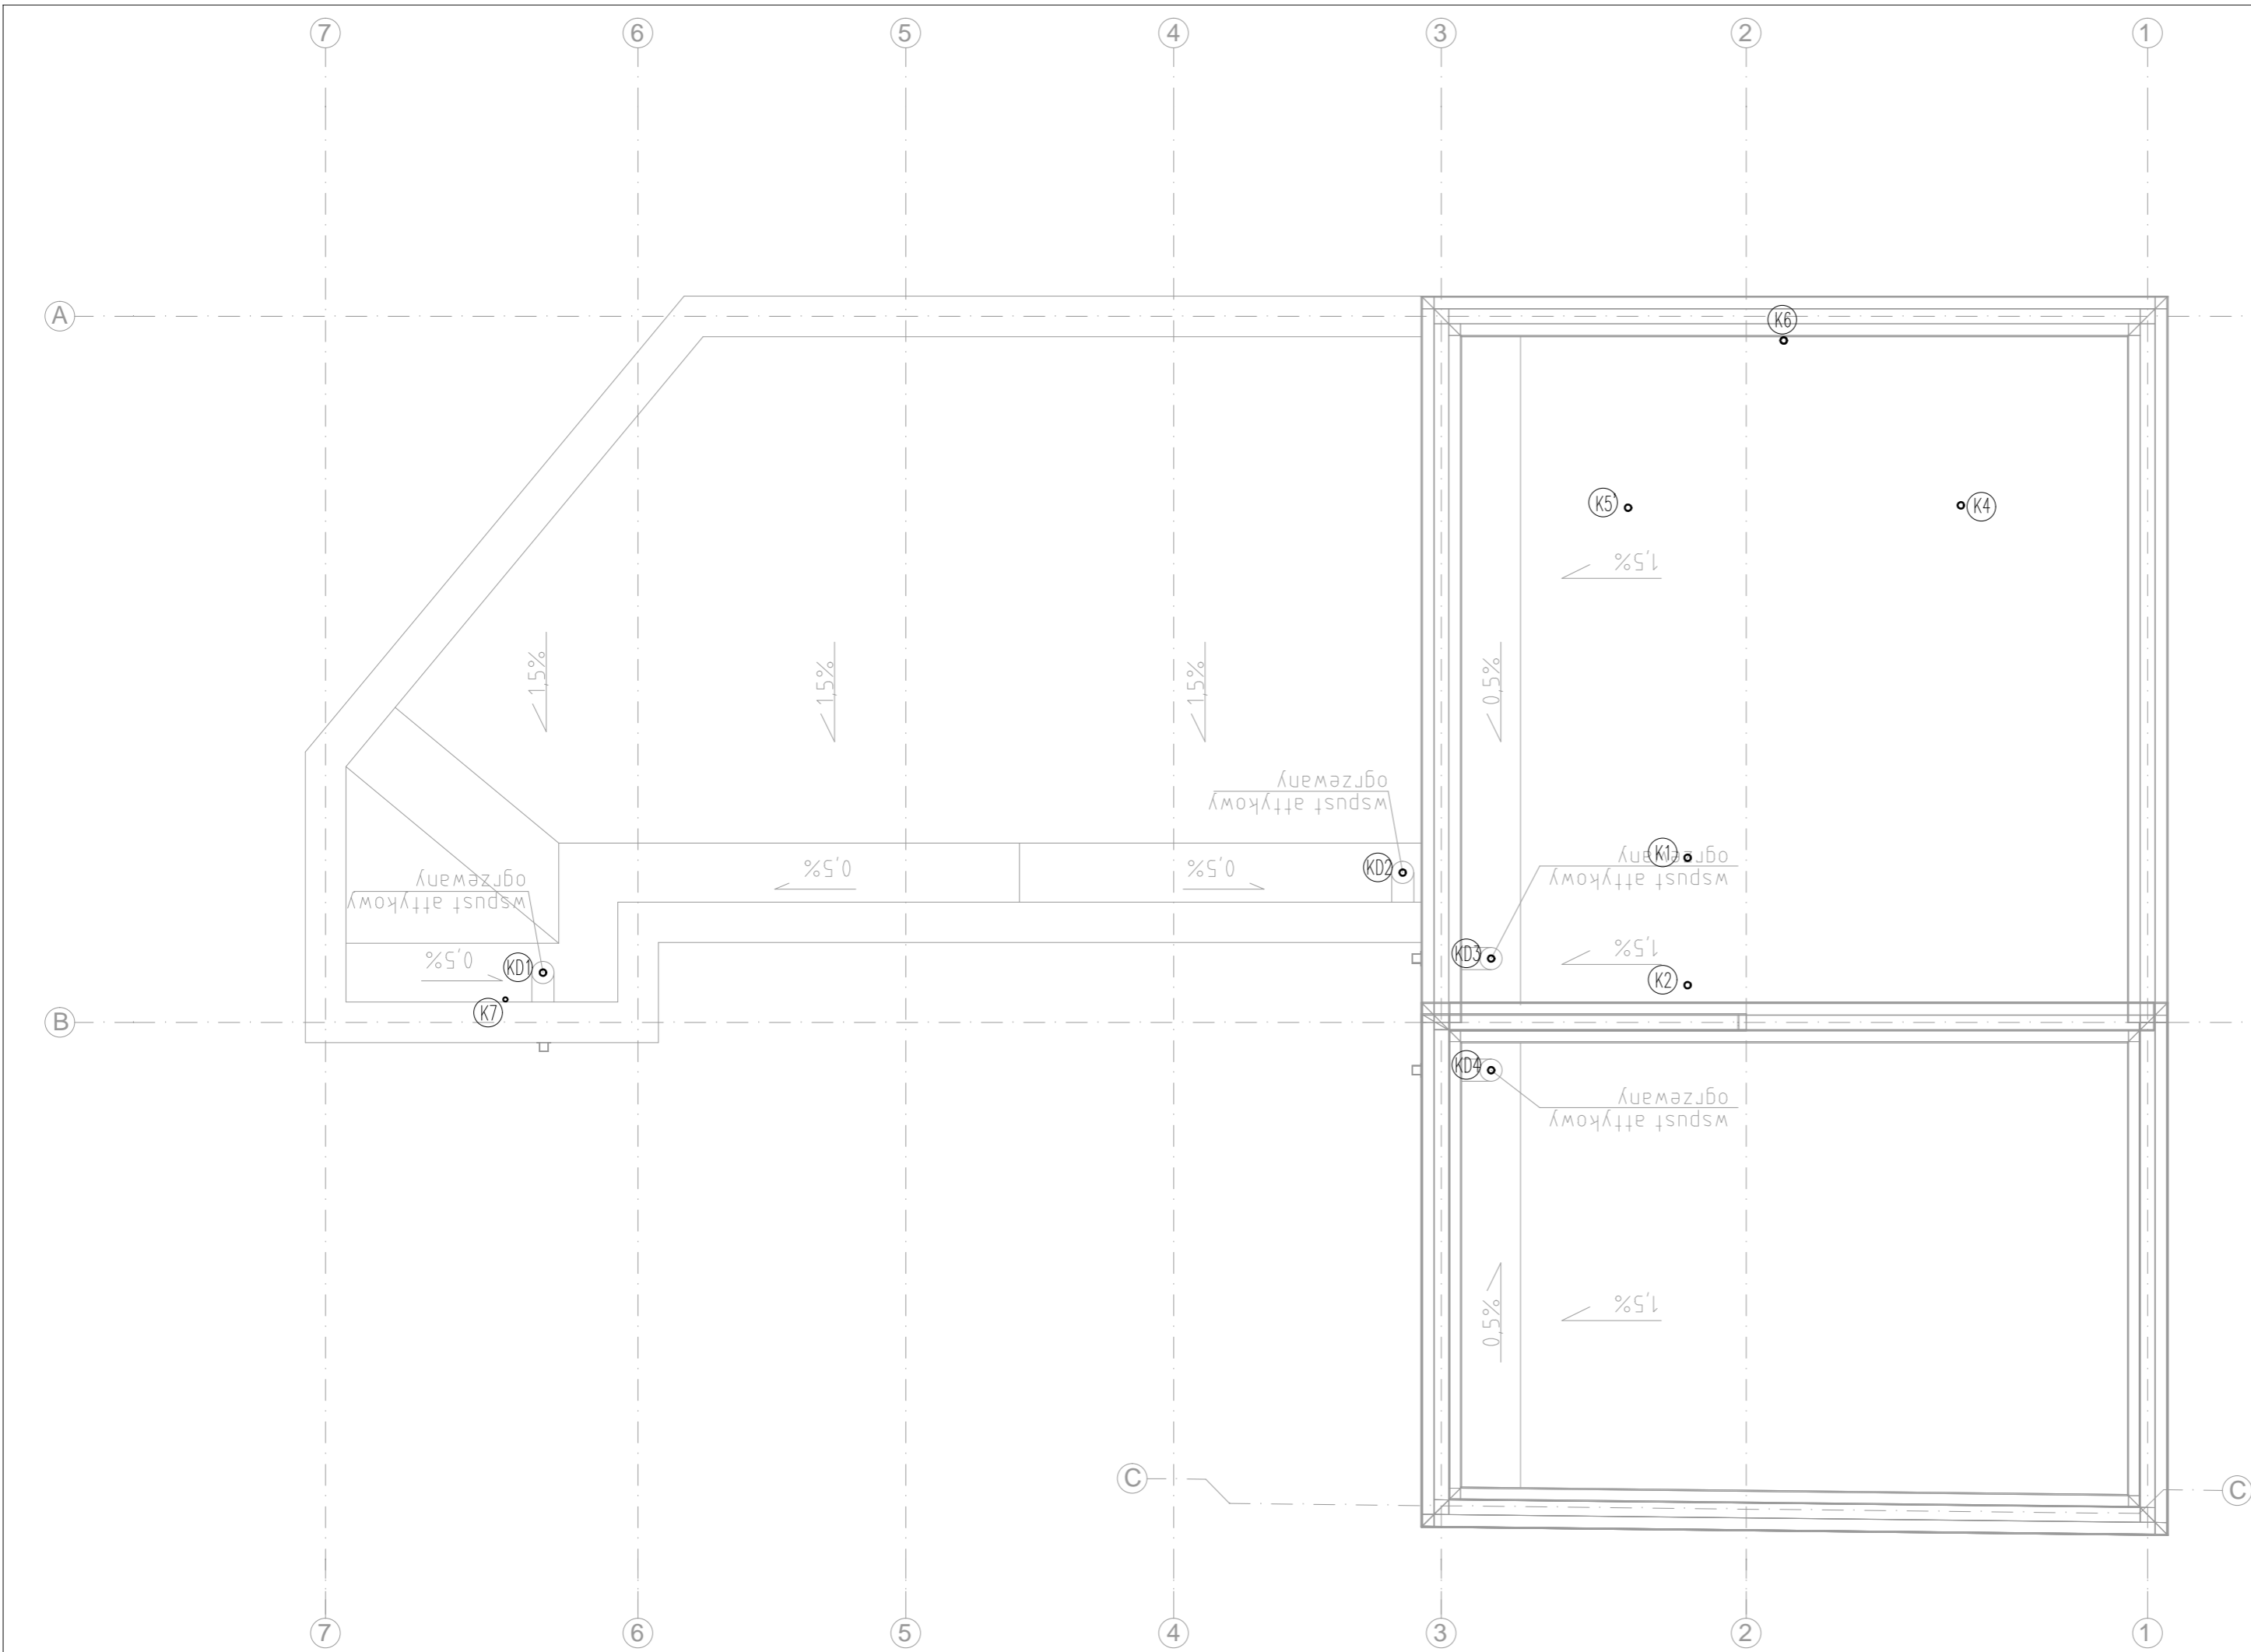 7 6 5 4 3 2 1
A
K6
K5' K4
1,5%
1,5%
1,5%
1,5%
0,5%
ogrzewany
wspust attykowy
ogrzewany
wspust attykowy
K1
KD2
0,5%
0,5%
ogrzewany
wspust attykowy
KD3
1,5%
0,5%
KD1
K2
K7
B
KD4
ogrzewany
wspust attykowy
0,5%
1,5%
C
C
7 6 5 4 3 2 1